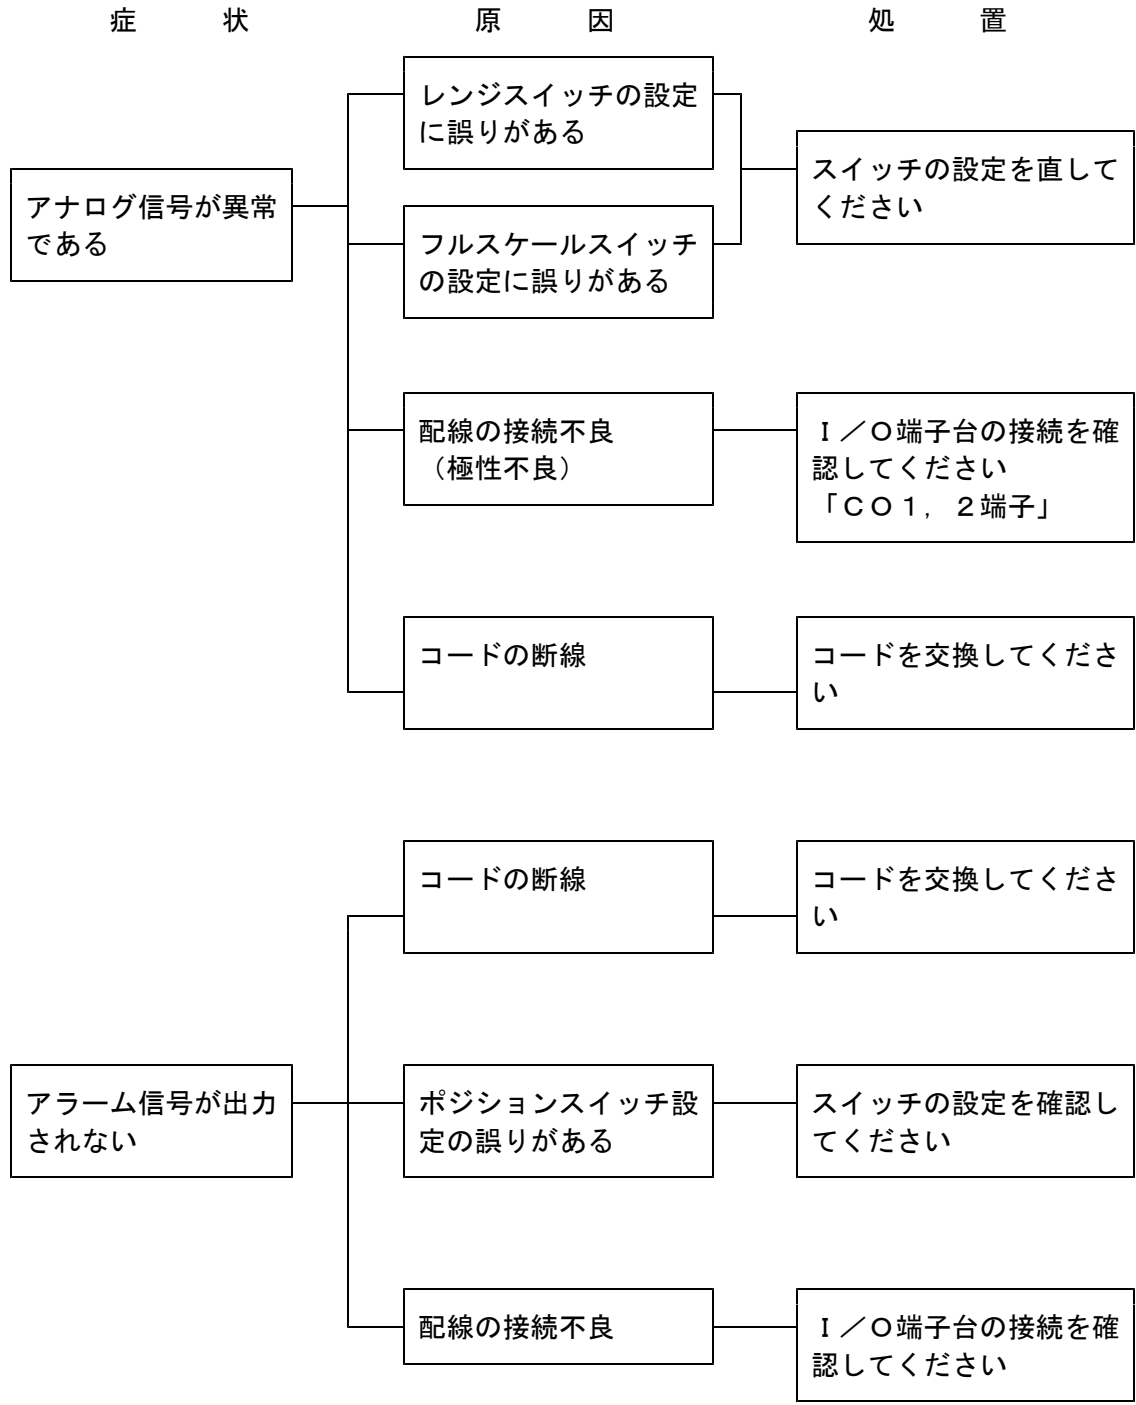 症　状　原　因　処　置
レンジスイッチの設定
に誤りがある
スイッチの設定を直して
ください
アナログ信号が異常
である
フルスケールスイッチ
の設定に誤りがある
配線の接続不良
（極性不良）
Ｉ／Ｏ端子台の接続を確
認してください
「ＣＯ１，２端子」
コードの断線
コードを交換してくださ
い
コードの断線
コードを交換してくださ
い
アラーム信号が出力
されない
ポジションスイッチ設
定の誤りがある
スイッチの設定を確認し
てください
配線の接続不良
Ｉ／Ｏ端子台の接続を確
認してください